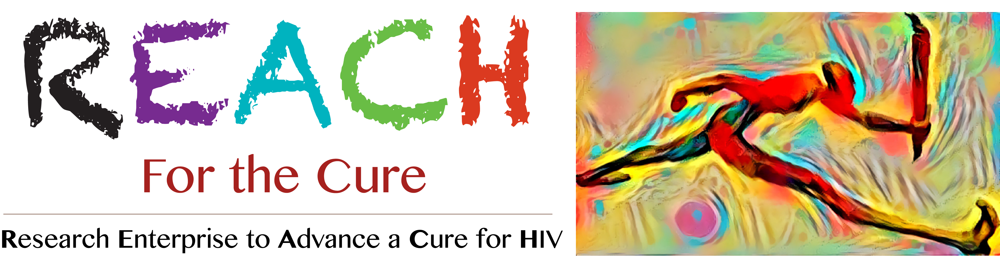 REACH
For the Cure
Research Enterprise to Advance a Cure for HIV